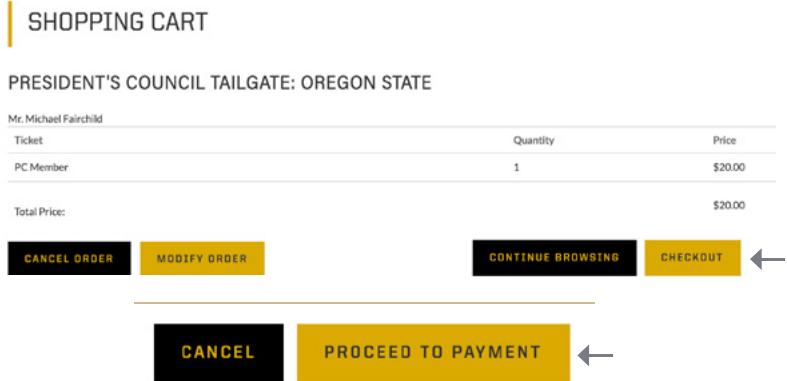 SHOPPING CART
PRESIDENT'S COUNCIL TAILGATE: OREGON STATE
Mr. Michael Fairchild
Ticket Quantity Price
PC Member 1 $20.00
Total Price: $20.00
CANCEL ORDER MODIFY ORDER CONTINUE BROWSING CHECKOUT
CANCEL PROCEED TO PAYMENT